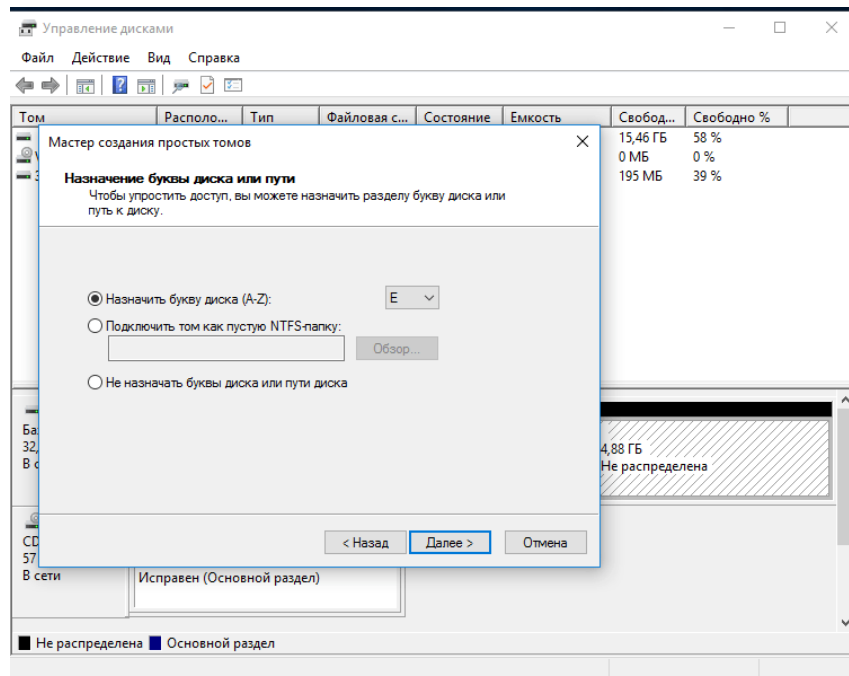 Управление дисками
Файл Действие Вид Справка
Том Располо... Тип Файловая с... Состояние Емкость Свобод... Свободно %
15,46 ГБ 58 %
0 МБ 0 %
195 МБ 39 %
Мастер создания простых томов
Назначение буквы диска или пути
Чтобы упростить доступ, вы можете назначить разделу букву диска или
путь к диску.
Назначить букву диска (A-Z): E
Подключить том как пустую NTFS-папку:
Обзор...
Не назначать буквы диска или пути диска
< Назад Далее > Отмена
Ба
32,
В с
4,88 ГБ
Не распределена
CD
57
В сети
Исправен (Основной раздел)
Не распределена Основной раздел